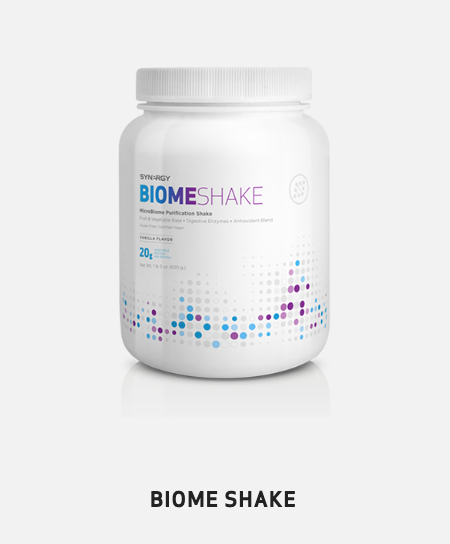 SYNERGY
BIOMESHAKE
MicroBiome Purification Shake
Fruit & Vegetable Base • Digestive Enzymes • Antioxidant Blend
VANILLA FLAVOR
20g
BIOME SHAKE